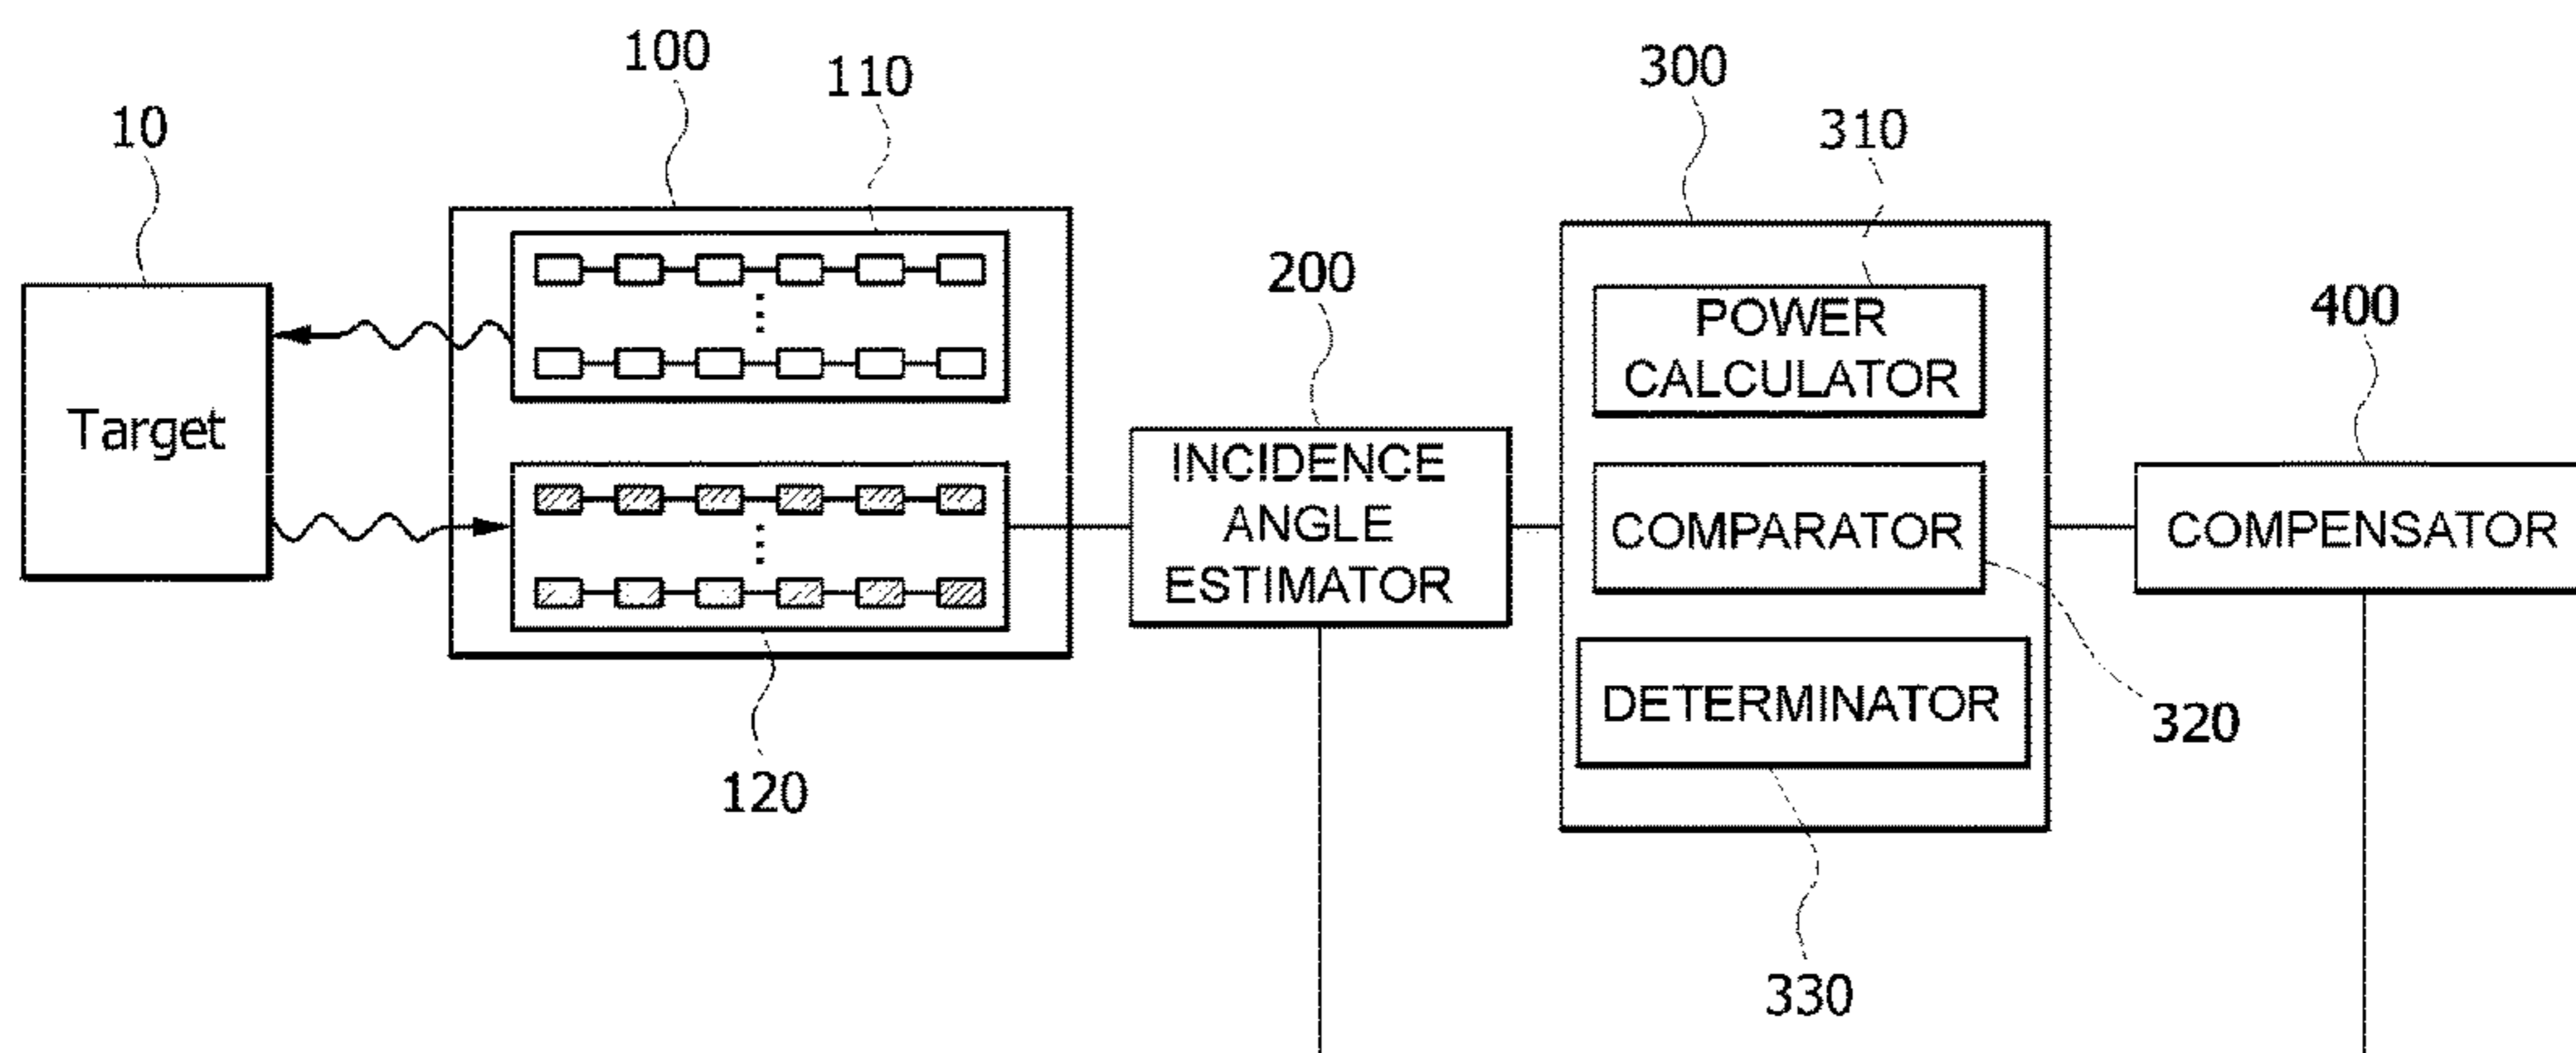 100
110
10
300
310
200
400
Target
POWER
CALCULATOR
INCIDENCE
ANGLE
ESTIMATOR
COMPARATOR
COMPENSATOR
DETERMINATOR
320
120
330